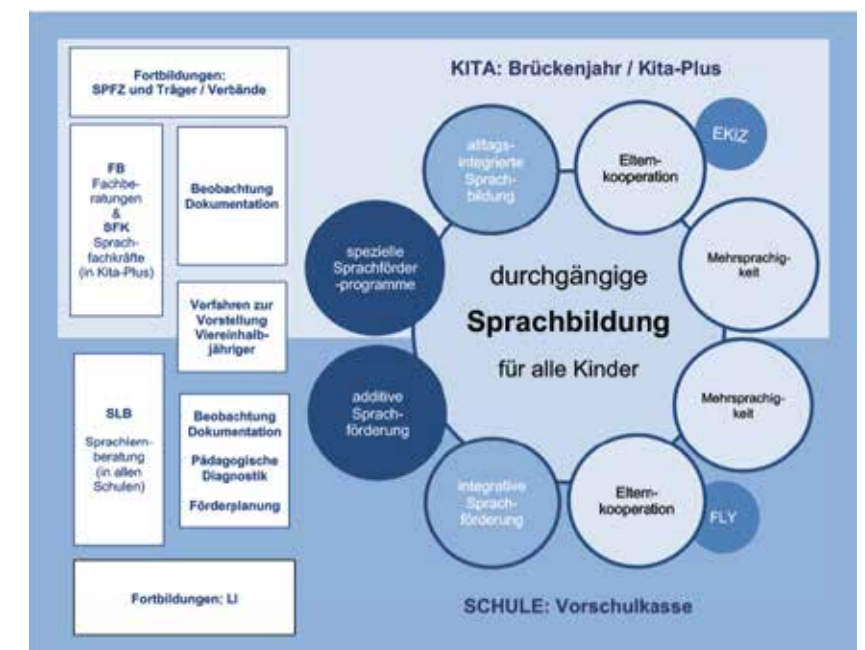 Fortbildungen:
SPFZ und Träger / Verbände
FB
Fachbe-
ratungen
&
SFK
Sprach-
fachkräfte
(in Kita-Plus)
Beobachtung
Dokumentation
Verfahren zur
Vorstellung
Viereinhalb-
jähriger
SLB
Sprachlern-
beratung
(in allen
Schulen)
Beobachtung
Dokumentation
Pädagogische
Diagnostik
Förderplanung
Fortbildungen: LI
KITA: Brückenjahr / Kita-Plus
alltags-
integrierte
Sprach-
bildung
Eltern-
kooperation
EKiZ
spezielle
Sprachförder
-programme
Mehrsprachig-
keit
durchgängige
Sprachbildung
für alle Kinder
additive
Sprach-
förderung
Mehrsprachig-
keit
integrative
Sprach-
förderung
Eltern-
kooperation
FLY
SCHULE: Vorschulkasse